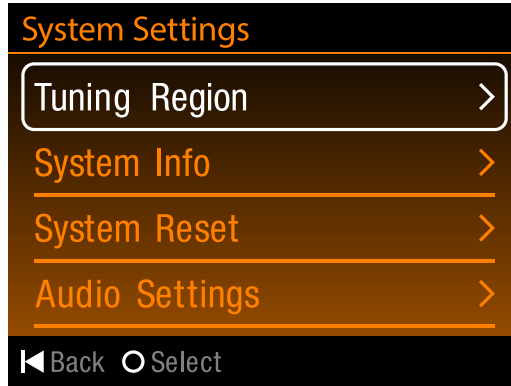 System Settings
Tuning Region
System Info
System Reset
Audio Settings
Back Select